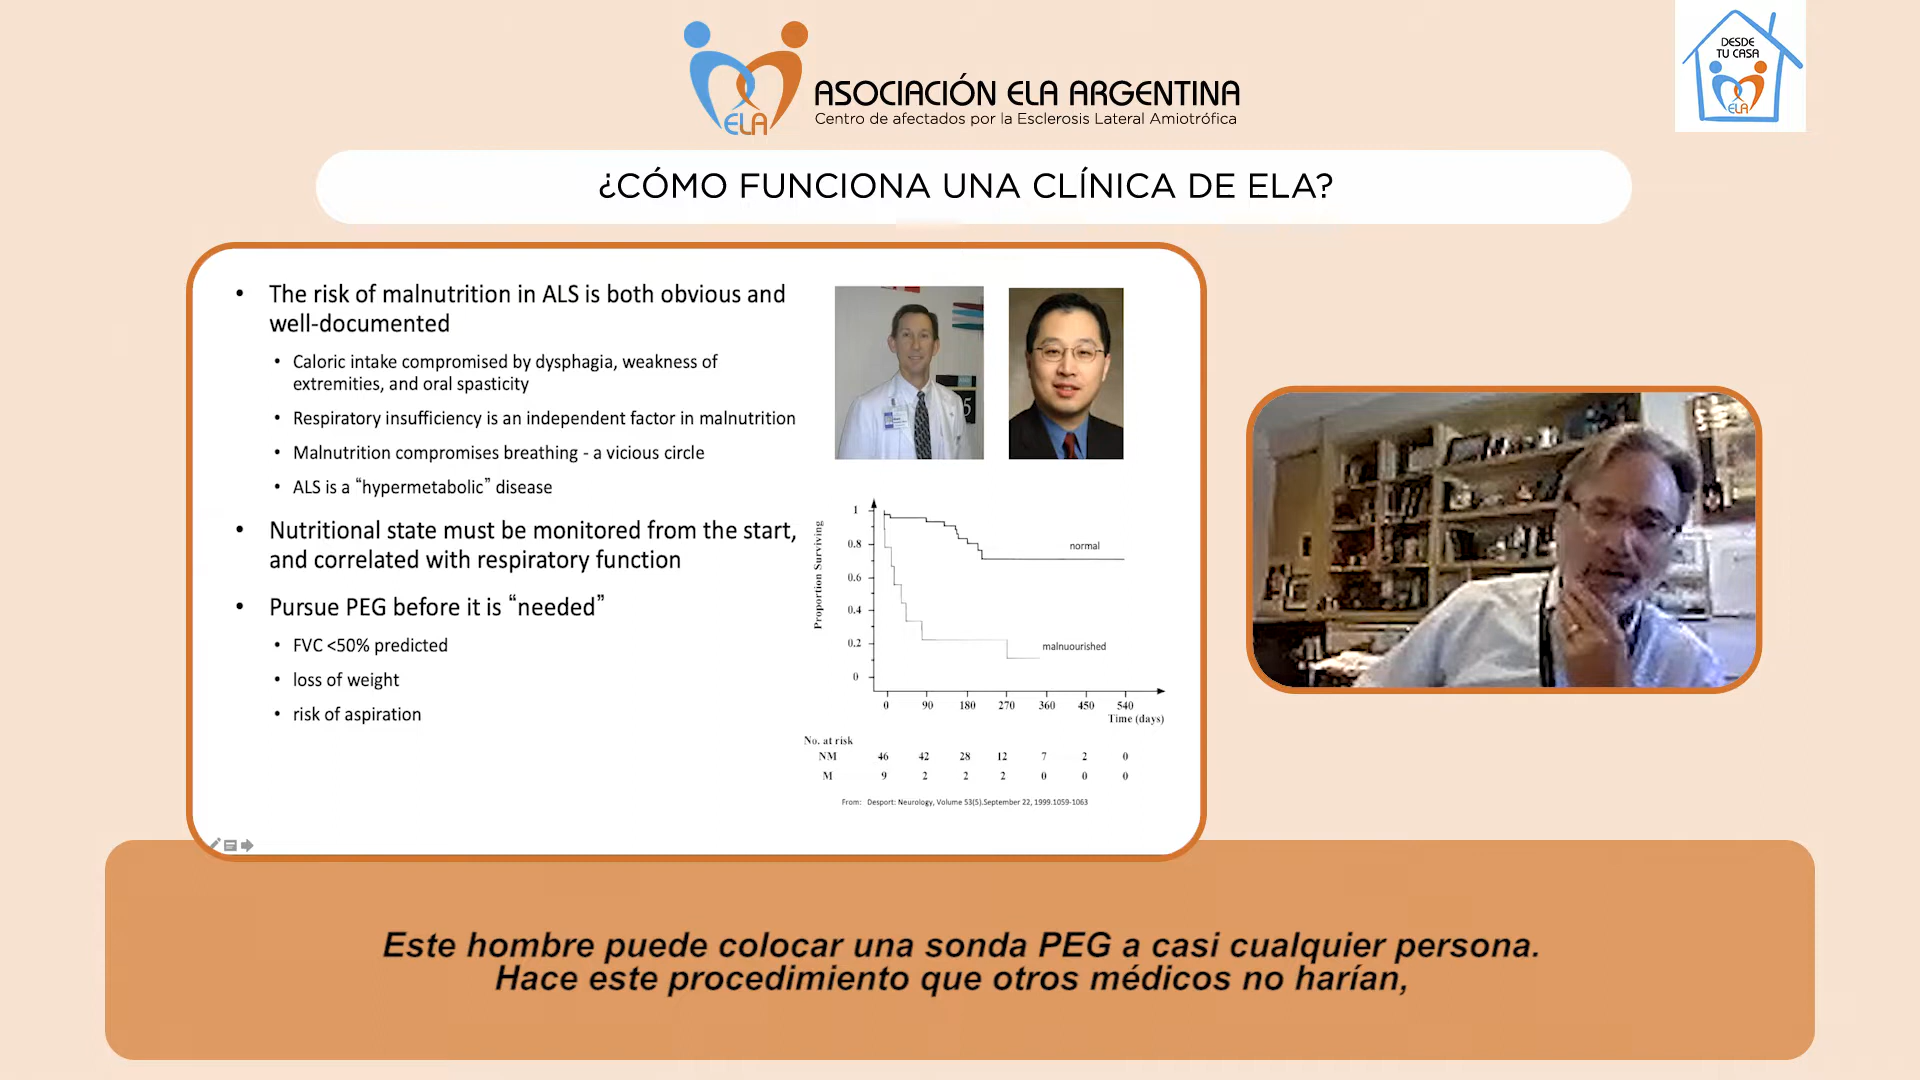 ELA
ASOCIACIÓN ELA ARGENTINA
Centro de afectados por la Esclerosis Lateral Amiotrófica
DESDE
TU CASA
ELA
¿CÓMO FUNCIONA UNA CLÍNICA DE ELA?
• The risk of malnutrition in ALS is both obvious and
well-documented
• Caloric intake compromised by dysphagia, weakness of
extremities, and oral spasticity
• Respiratory insufficiency is an independent factor in malnutrition
• Malnutrition compromises breathing - a vicious circle
• ALS is a “hypermetabolic” disease
• Nutritional state must be monitored from the start,
and correlated with respiratory function
• Pursue PEG before it is “needed”
• FVC <50% predicted
• loss of weight
• risk of aspiration
5
Proportion Surviving
1
0.8
0.6
0.4
0.2
0
normal
malnuourished
0 90 180 270 360 450 540
Time (days)
No. at risk
NM 46 42 28 12 7 2 0
M 9 2 2 2 0 0 0
From: Desport: Neurology, Volume 53(5).September 22, 1999.1059-1063
Este hombre puede colocar una sonda PEG a casi cualquier persona.
Hace este procedimiento que otros médicos no harían,